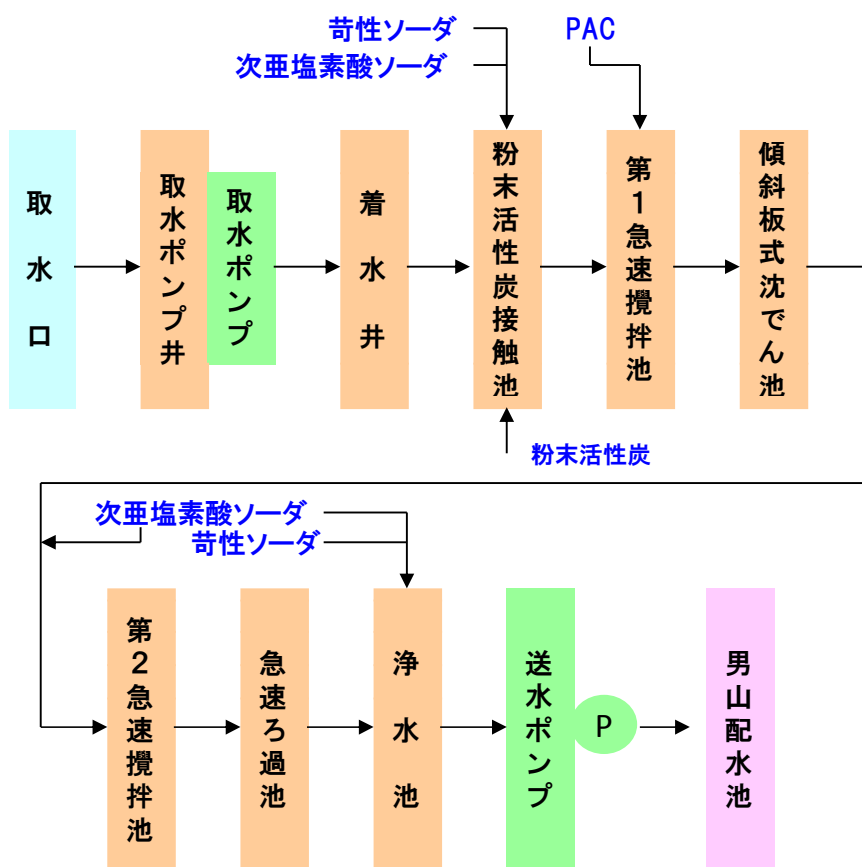 苛性ソーダ
次亜塩素酸ソーダ
PAC
取水口
取水ポンプ井
取水ポンプ
着水井
粉末活性炭接触池
第1急速攪拌池
傾斜板式沈でん池
粉末活性炭
次亜塩素酸ソーダ
苛性ソーダ
第2急速攪拌池
急速ろ過池
浄水池
送水ポンプ
P
男山配水池